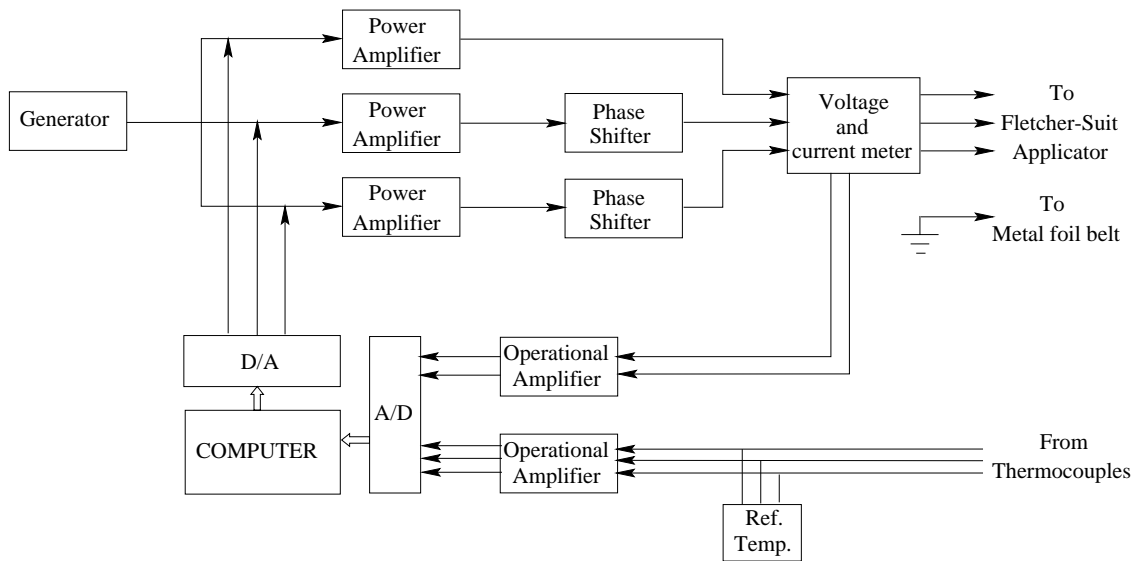 Power
Amplifier
Generator
Power
Amplifier
Phase
Shifter
Voltage
and
current meter
To
Fletcher-Suit
Applicator
Power
Amplifier
Phase
Shifter
To
Metal foil belt
D/A
A/D
Operational
Amplifier
COMPUTER
Operational
Amplifier
From
Thermocouples
Ref.
Temp.